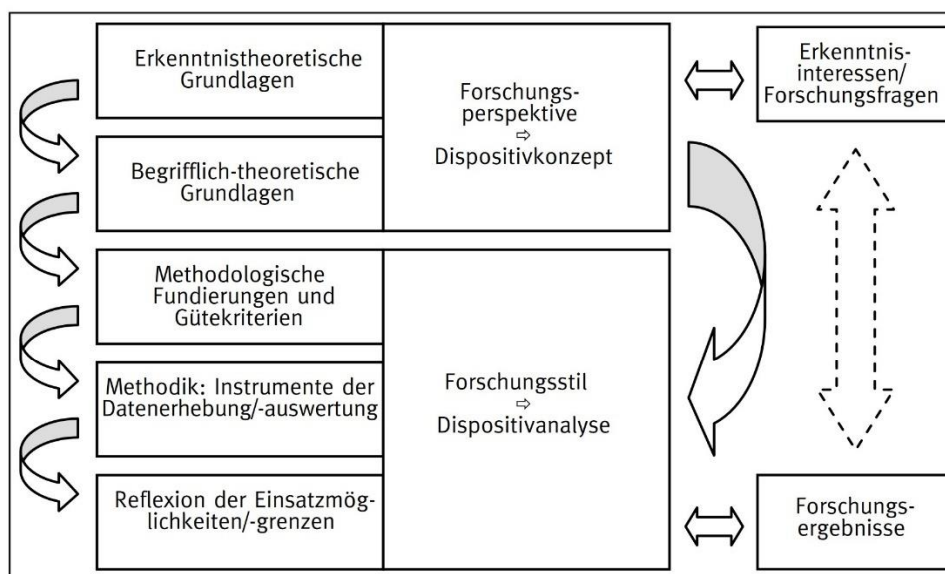 Erkenntnistheoretische
Grundlagen
Begrifflich-theoretische
Grundlagen
Methodologische
Fundierungen und
Gütekriterien
Methodik: Instrumente der
Datenerhebung/-auswertung
Reflexion der Einsatzmög-
lichkeiten/-grenzen
Forschungs-
perspektive
⇨
Dispositivkonzept
Forschungsstil
⇨
Dispositivanalyse
Erkenntnis-
interessen/
Forschungsfragen
Forschungs-
ergebnisse